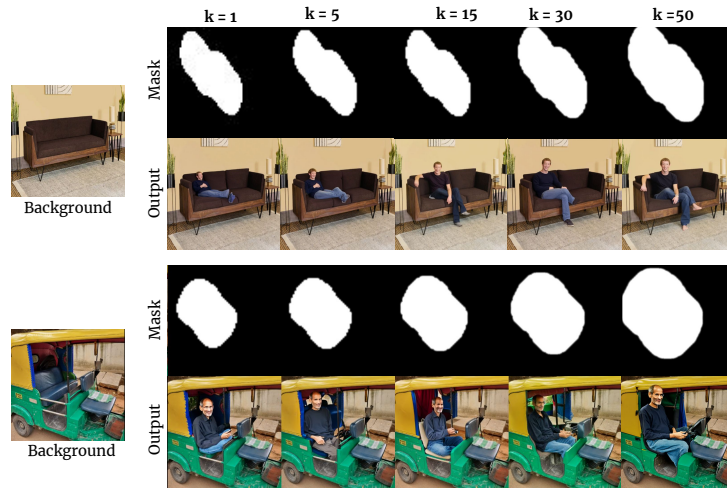 k = 1 k = 5 k = 15 k = 30 k =50
Mask
Output
Background
Mask
Output
Background